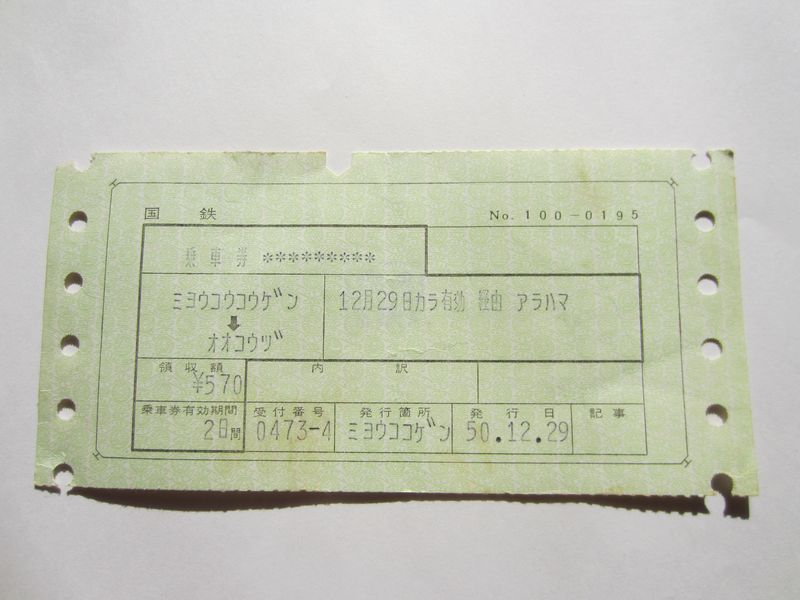 国鉄
No. 100-0195
乗車券 *********
ミヨウコウコウゲン
12月29日カラ有効 経由 アラハマ
⬇
オオコウヅ
領収額
内訳
¥570
乗車券有効期間
受付番号
発行箇所
発行日
記事
2日間
0473-4
ミヨウココゲン
50.12.29